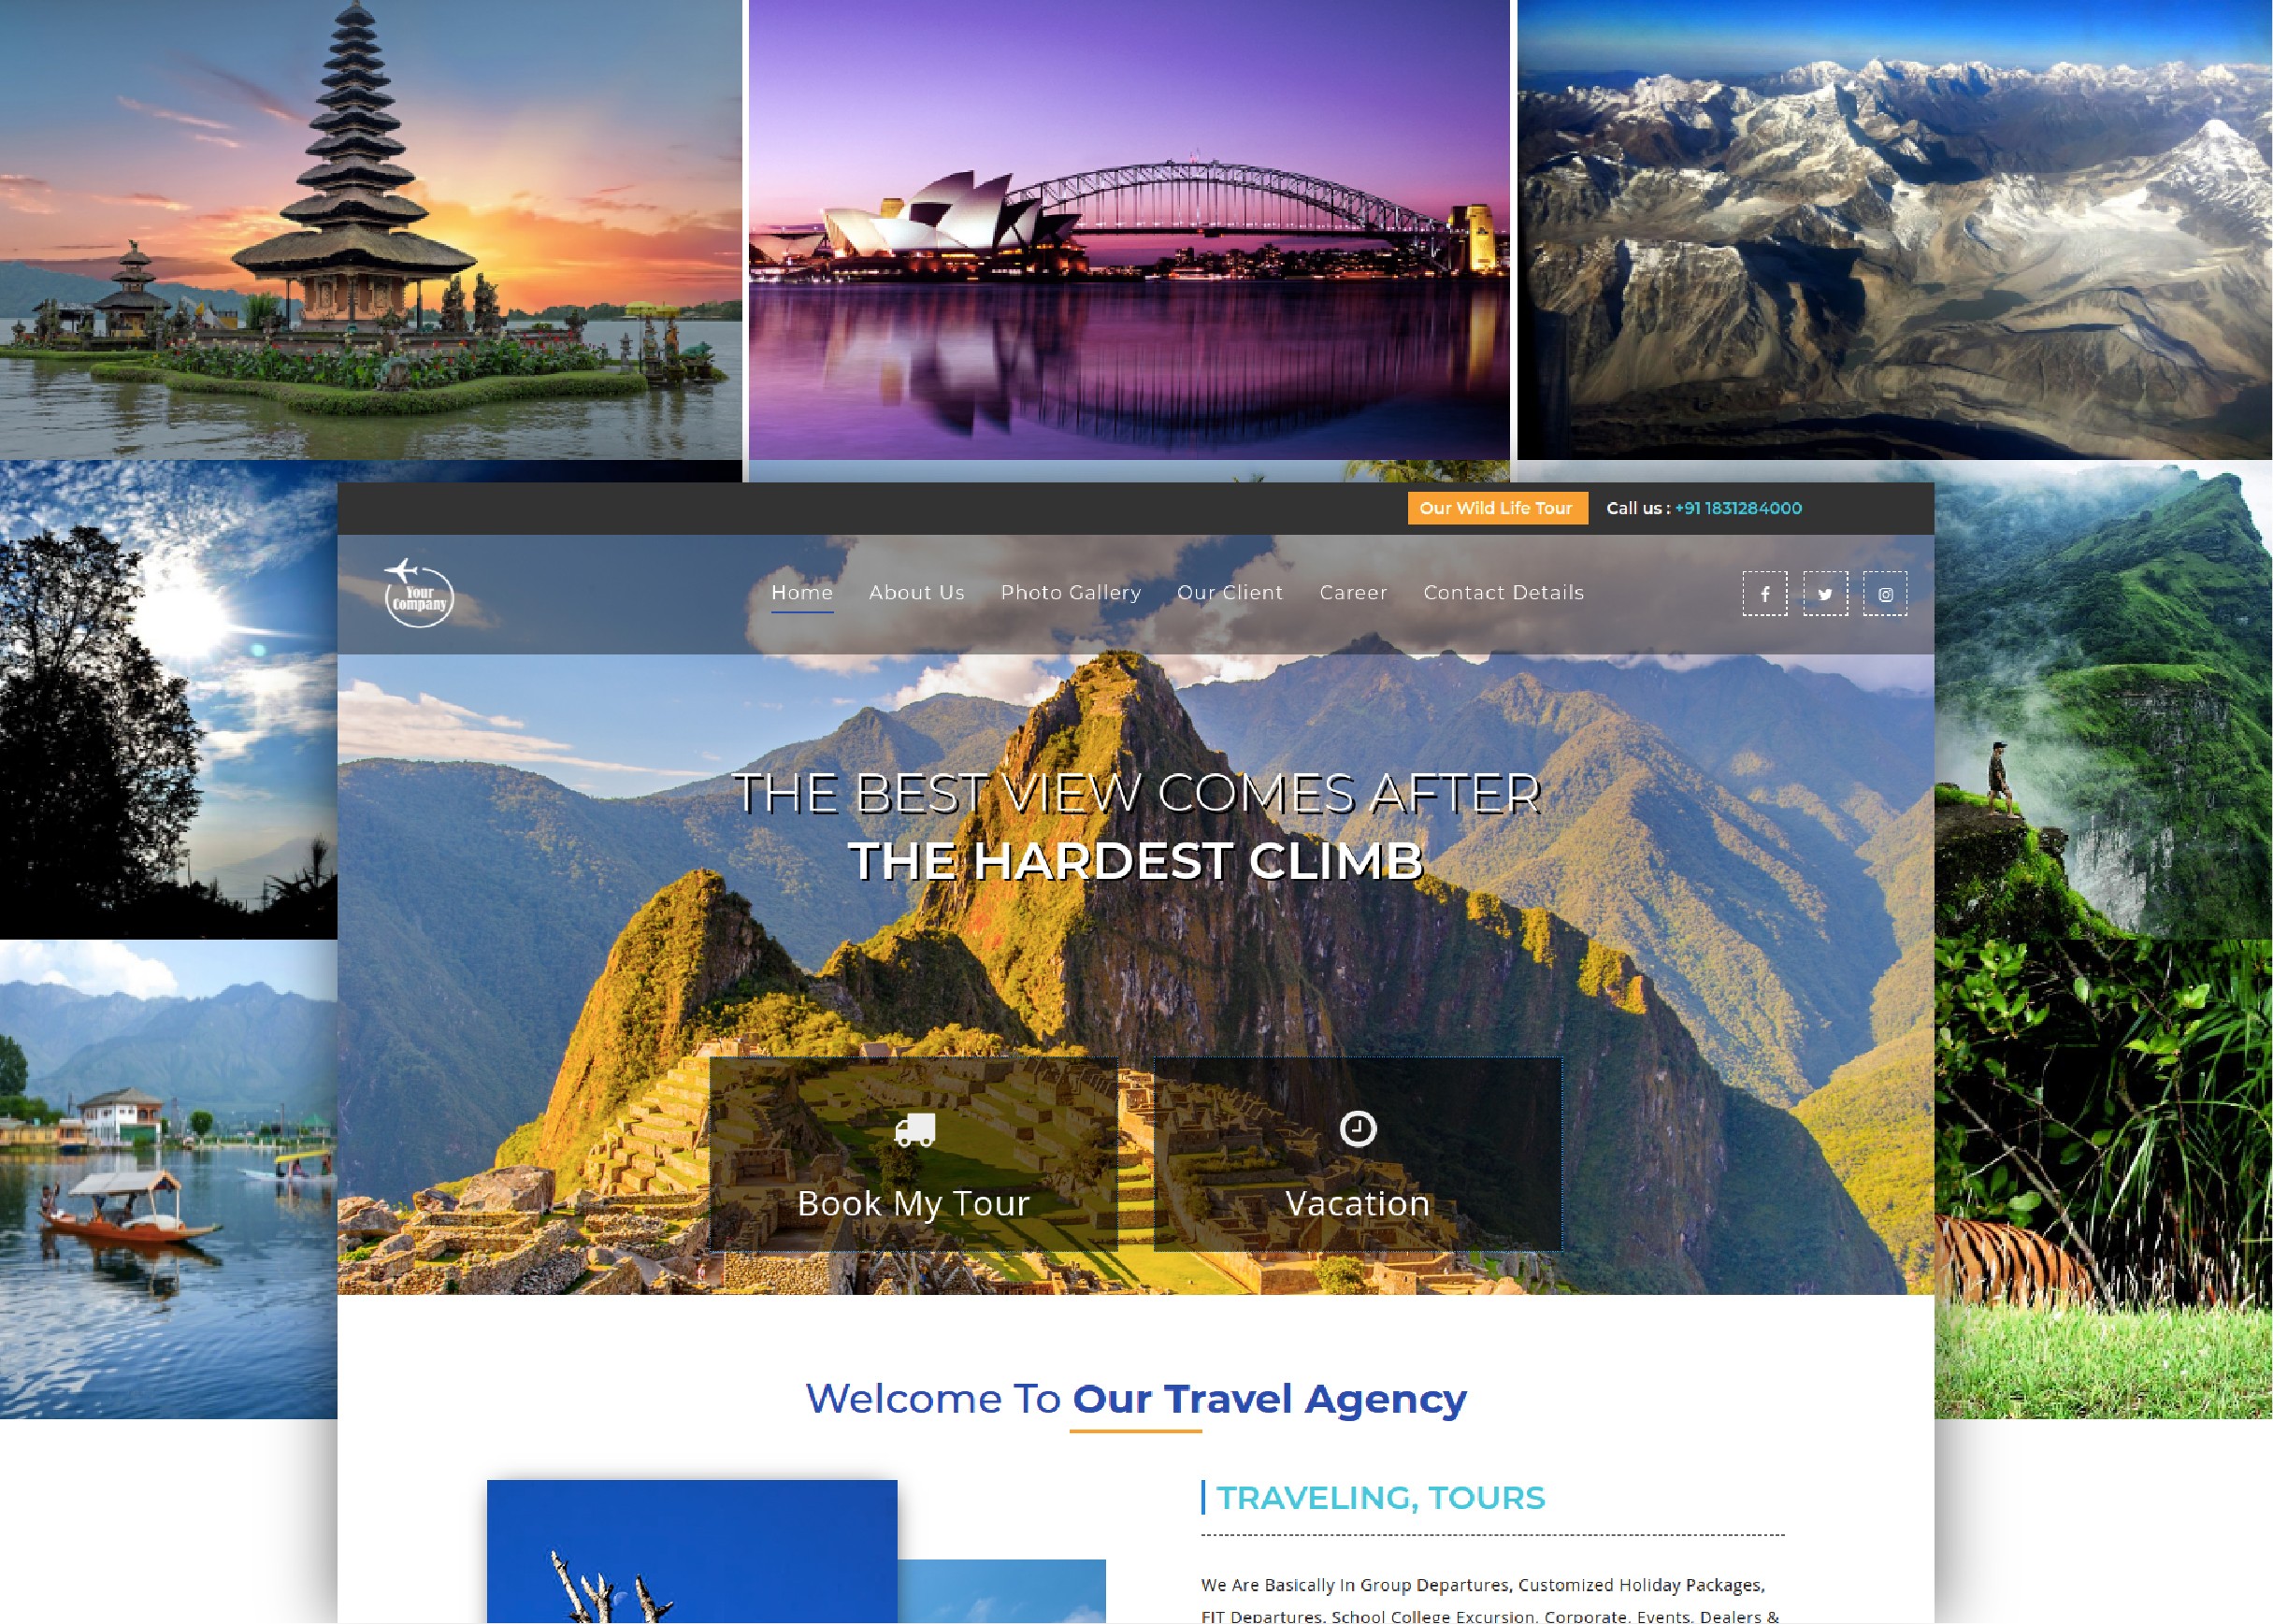 Our Wild Life Tour
Call us : +91 1831284000
Your
Company
Home
About Us
Photo Gallery
Our Client
Career
Contact Details
THE BEST VIEW COMES AFTER
THE HARDEST CLIMB
Book My Tour
Vacation
Welcome To Our Travel Agency
TRAVELING, TOURS
We Are Basically In Group Departures, Customized Holiday Packages,
FIT Departures, School College Excursion, Corporate, Events, Dealers &